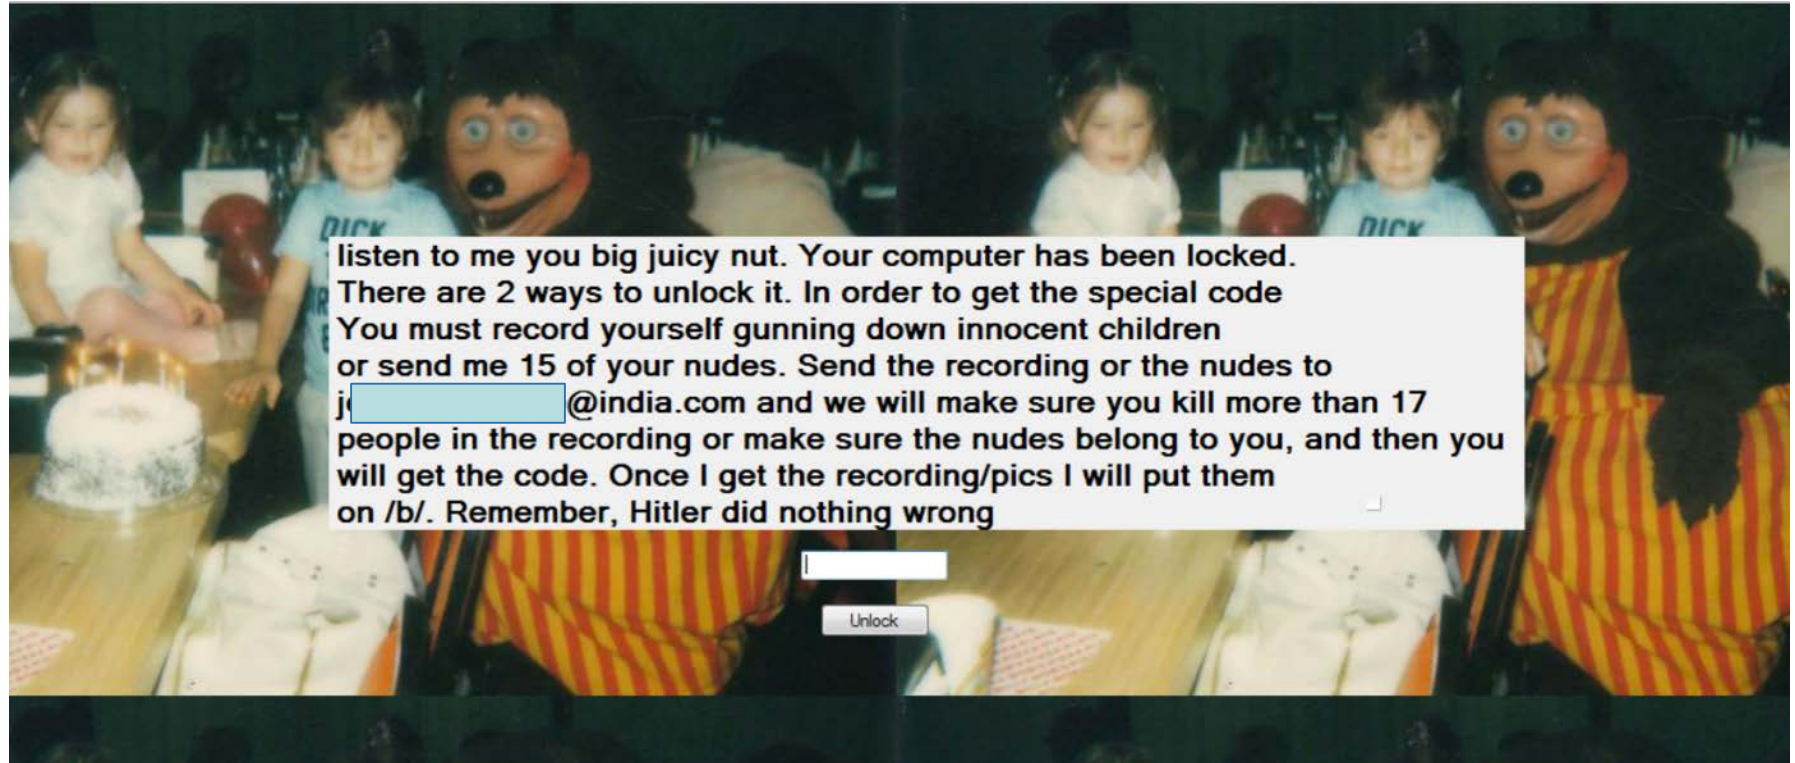 DICK
DICK
listen to me you big juicy nut. Your computer has been locked.
There are 2 ways to unlock it. In order to get the special code
You must record yourself gunning down innocent children
or send me 15 of your nudes. Send the recording or the nudes to
@india.com and we will make sure you kill more than 17
people in the recording or make sure the nudes belong to you, and then you
will get the code. Once I get the recording/pics I will put them
on /b/. Remember, Hitler did nothing wrong
Unlock